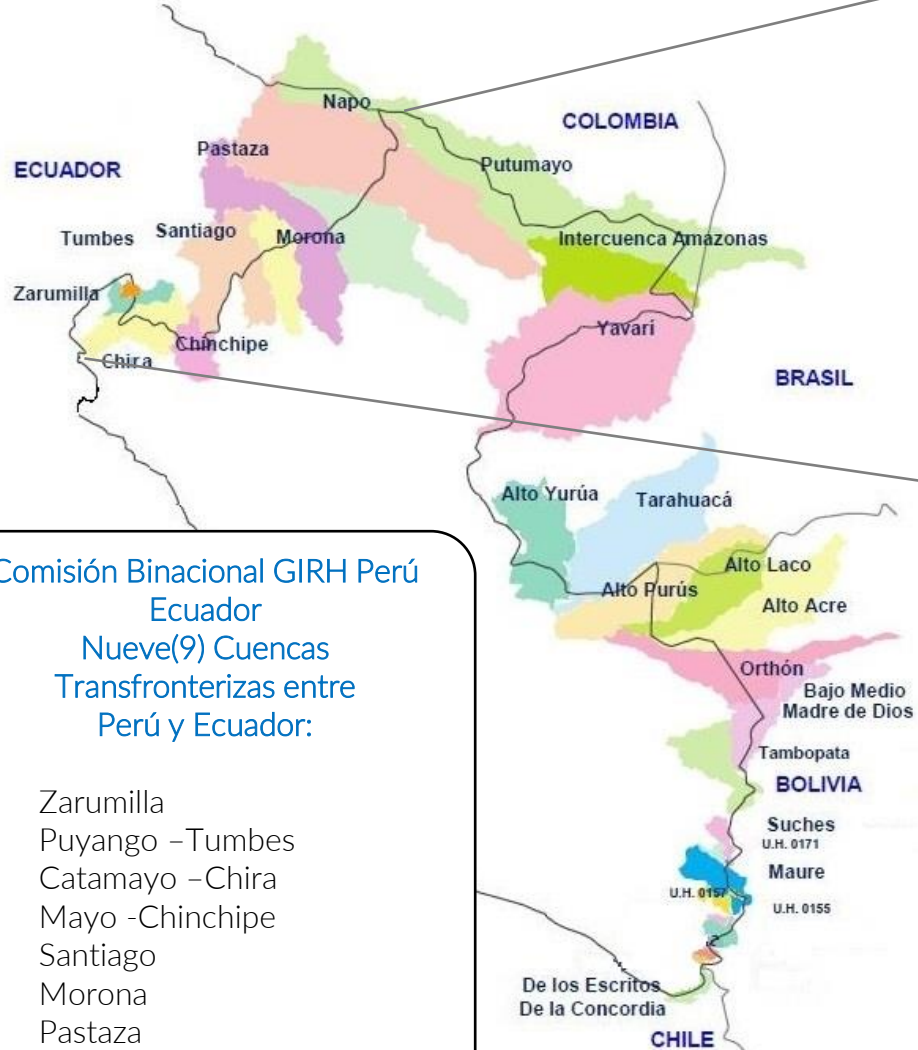 Napo
COLOMBIA
Pastaza
ECUADOR
Putumayo
Tumbes
Santiago
Morona
Intercuenca Amazonas
Zarumilla
Yavari
Chinchipe
Chira
BRASIL
Alto Yurúa
Tarahuacá
Alto Purús
Alto Laco
Alto Acre
Orthón
Bajo Medio
Madre de Dios
Tambopata
BOLIVIA
Suches
U.H. 0171
Maure
U.H. 0157
U.H. 0155
De los Escritos
De la Concordia
CHILE
Comisión Binacional GIRH Perú
Ecuador
Nueve(9) Cuencas
Transfronterizas entre
Perú y Ecuador:
Zarumilla
Puyango –Tumbes
Catamayo –Chira
Mayo -Chinchipe
Santiago
Morona
Pastaza